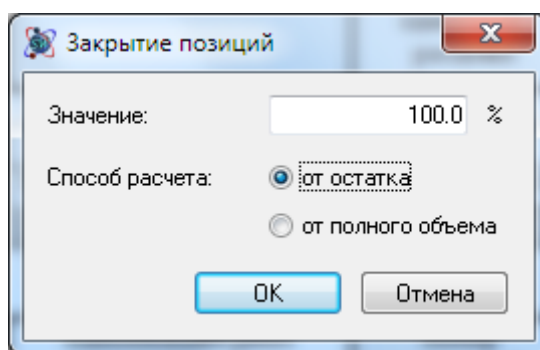 Закрытие позиций
Значение: 100.0 %
Способ расчета: от остатка
от полного объема
OK Отмена